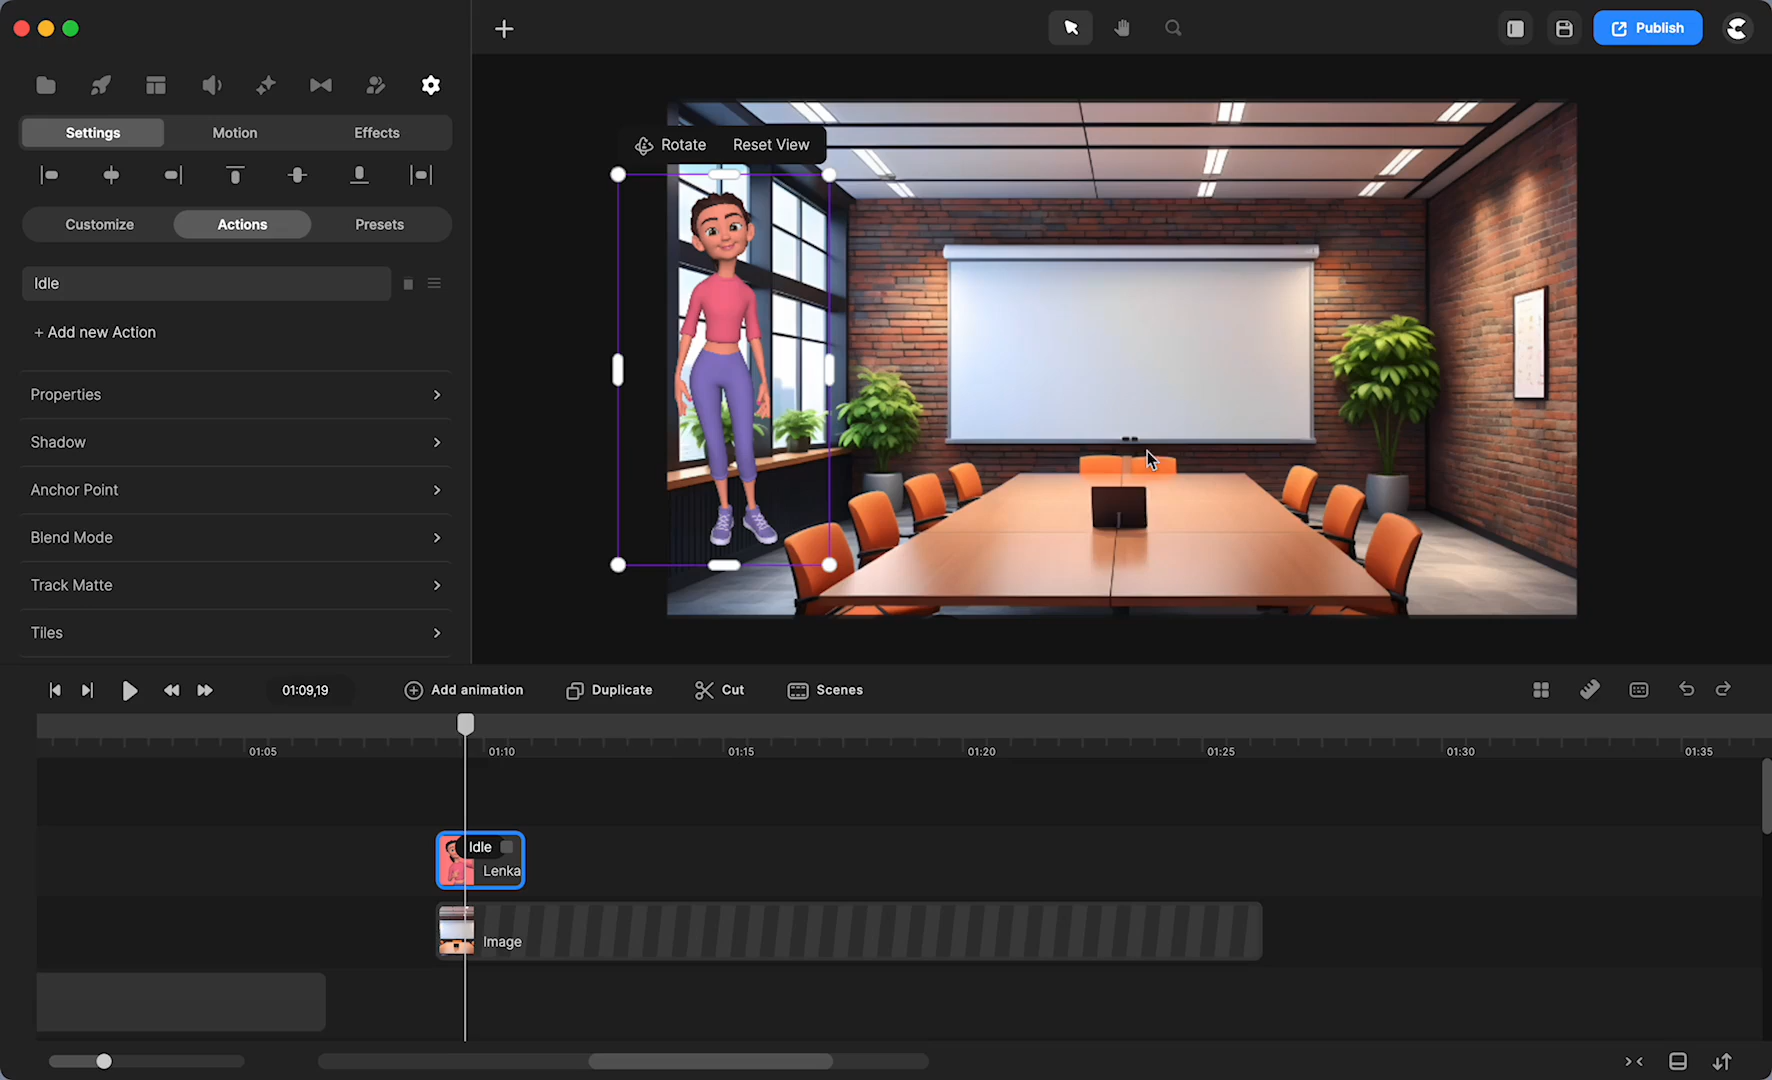 Publish
Settings
Motion
Effects
Rotate
Reset View
Customize
Actions
Presets
Idle
+ Add new Action
Properties
Shadow
Anchor Point
Blend Mode
Track Matte
Tiles
01:09,19
Add animation
Duplicate
Cut
Scenes
01:05
01:10
01:15
01:20
01:25
01:30
01:35
Idle
Lenka
Image